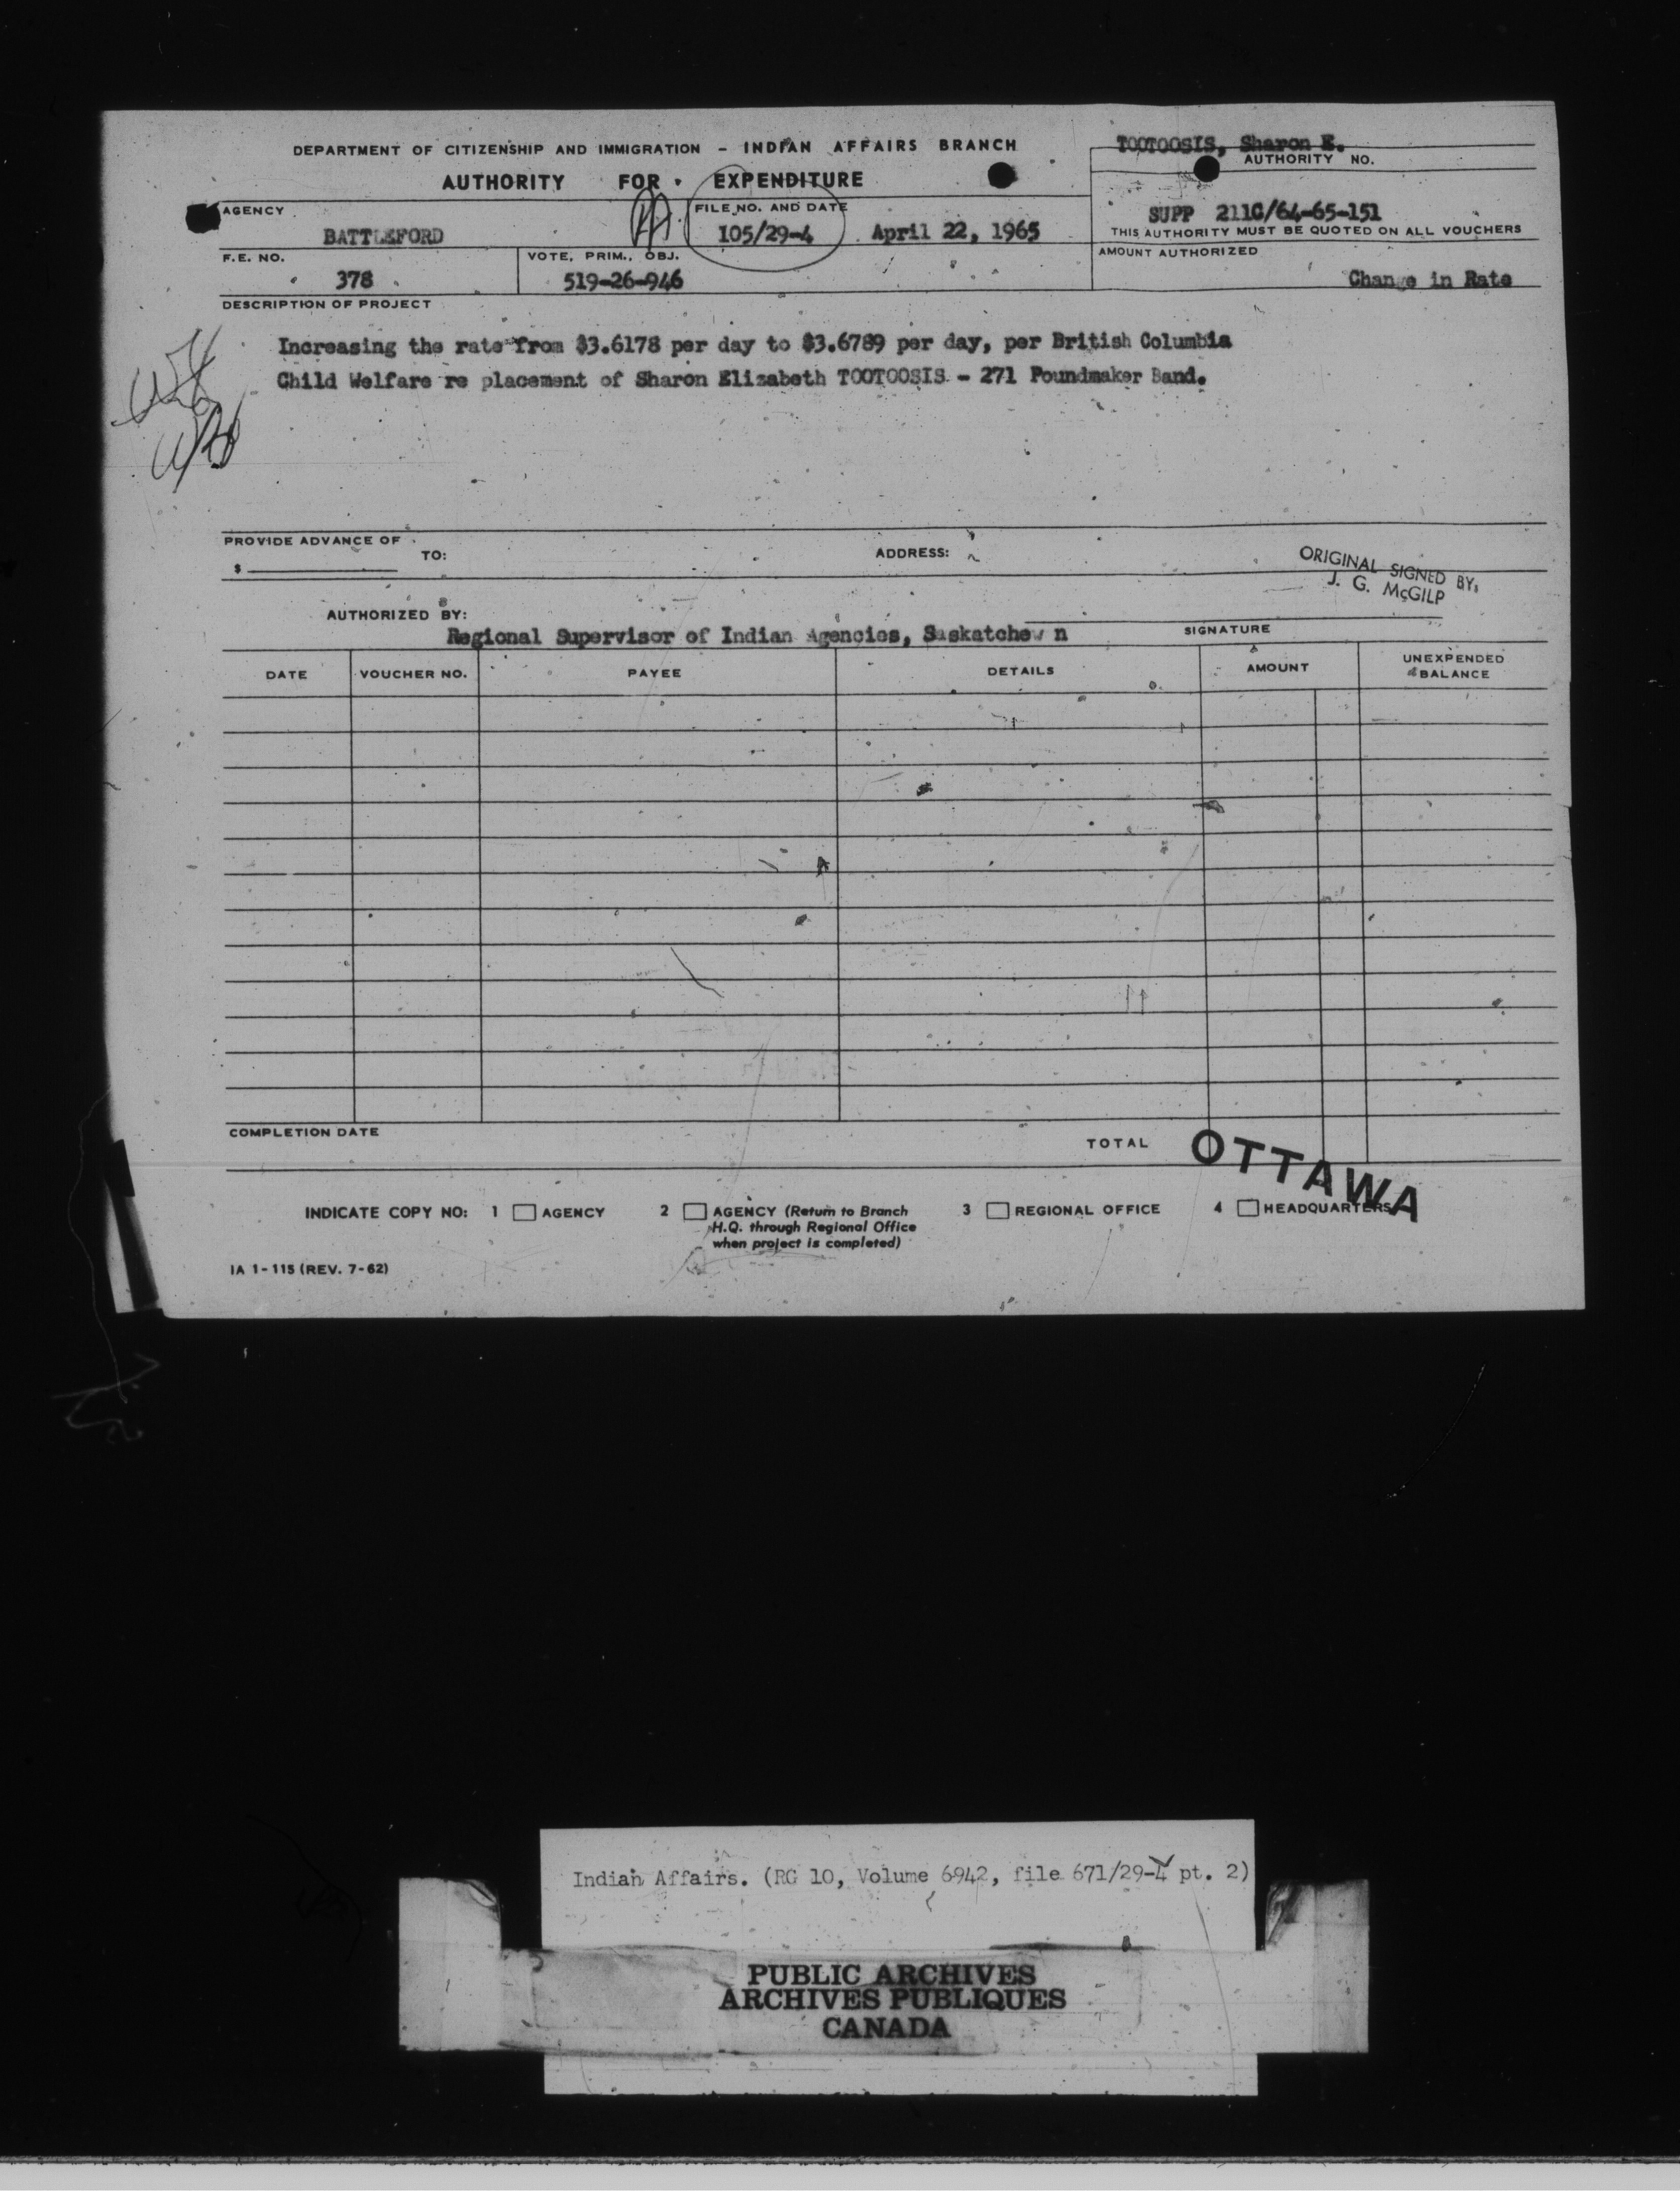 TOOTOOSIS, Sharon E.
DEPARTMENT OF CITIZENSHIP AND IMMIGRATION - INDIAN AFFAIRS BRANCH
AUTHORITY NO.
AUTHORITY FOR EXPENDITURE
AGENCY
FILE NO. AND DATE
SUPP 211C/64-65-151
BATTLEFORD
105/29-4 April 22, 1965
THIS AUTHORITY MUST BE QUOTED ON ALL VOUCHERS
F.E. NO.
VOTE, PRIM., OBJ.
AMOUNT AUTHORIZED
378
519-26-946
Change in Rate
DESCRIPTION OF PROJECT
Increasing the rate from $3.6178 per day to $3.6789 per day, per British Columbia
Child Welfare re placement of Sharon Elizabeth TOOTOOSIS - 271 Poundmaker Band.
PROVIDE ADVANCE OF
$
TO:
ADDRESS:
ORIGINAL SIGNED BY:
J. G. McGILP
AUTHORIZED BY:
Regional Supervisor of Indian Agencies, Saskatchew n
SIGNATURE
DATE VOUCHER NO. PAYEE DETAILS AMOUNT UNEXPENDED BALANCE
COMPLETION DATE
TOTAL
OTTAWA
INDICATE COPY NO: 1 AGENCY 2 AGENCY (Return to Branch 3 REGIONAL OFFICE 4 HEADQUARTERS
H.Q. through Regional Office
when project is completed)
IA 1-115 (REV. 7-62)
Indian Affairs. (RG 10, Volume 6942, file 671/29-4 pt. 2)
PUBLIC ARCHIVES
ARCHIVES PUBLIQUES
CANADA